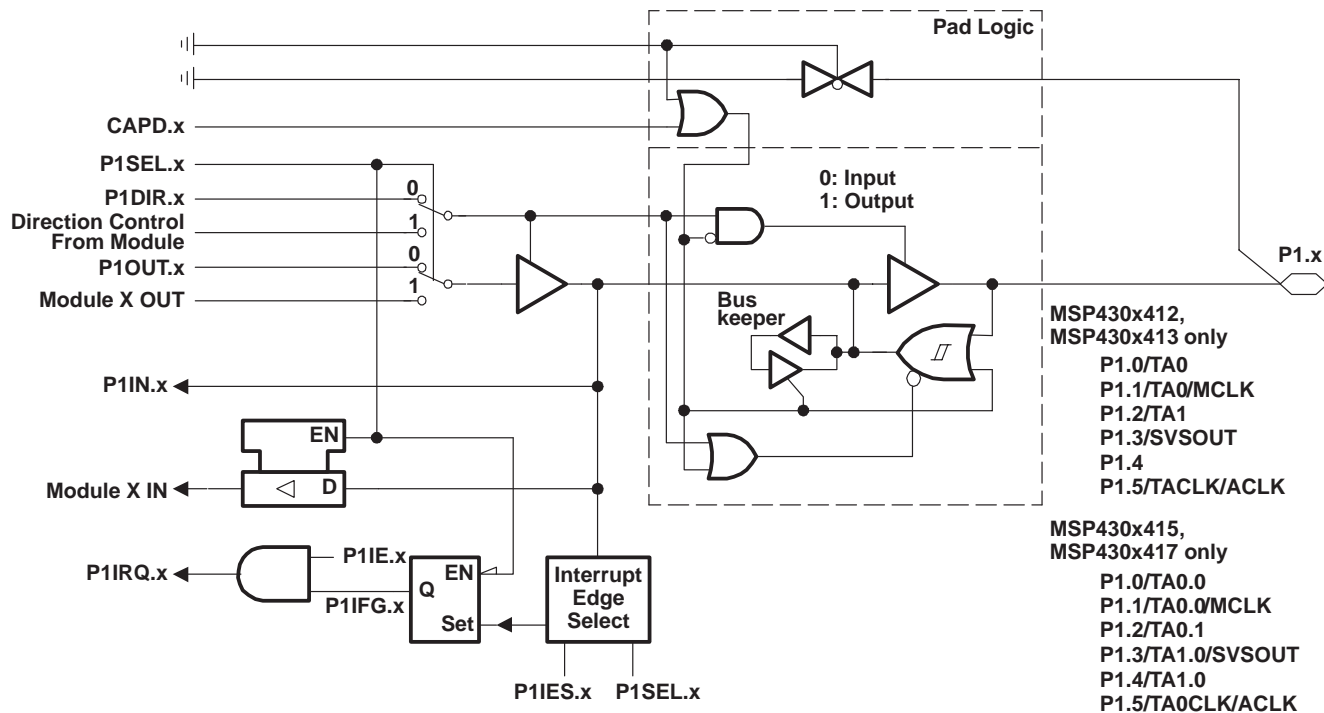 Pad Logic
CAPD.x
P1SEL.x
0
P1DIR.x
Direction Control
From Module
1
0
P1OUT.x
1
Module X OUT
0: Input
1: Output
P1.x
Bus
keeper
P1IN.x
EN
Module X IN
D
P1IE.x
P1IRQ.x
EN
Q
P1IFG.x
Set
Interrupt
Edge
Select
P1IES.x
P1SEL.x
MSP430x412,
MSP430x413 only
P1.0/TA0
P1.1/TA0/MCLK
P1.2/TA1
P1.3/SVSOUT
P1.4
P1.5/TACLK/ACLK
MSP430x415,
MSP430x417 only
P1.0/TA0.0
P1.1/TA0.0/MCLK
P1.2/TA0.1
P1.3/TA1.0/SVSOUT
P1.4/TA1.0
P1.5/TA0CLK/ACLK